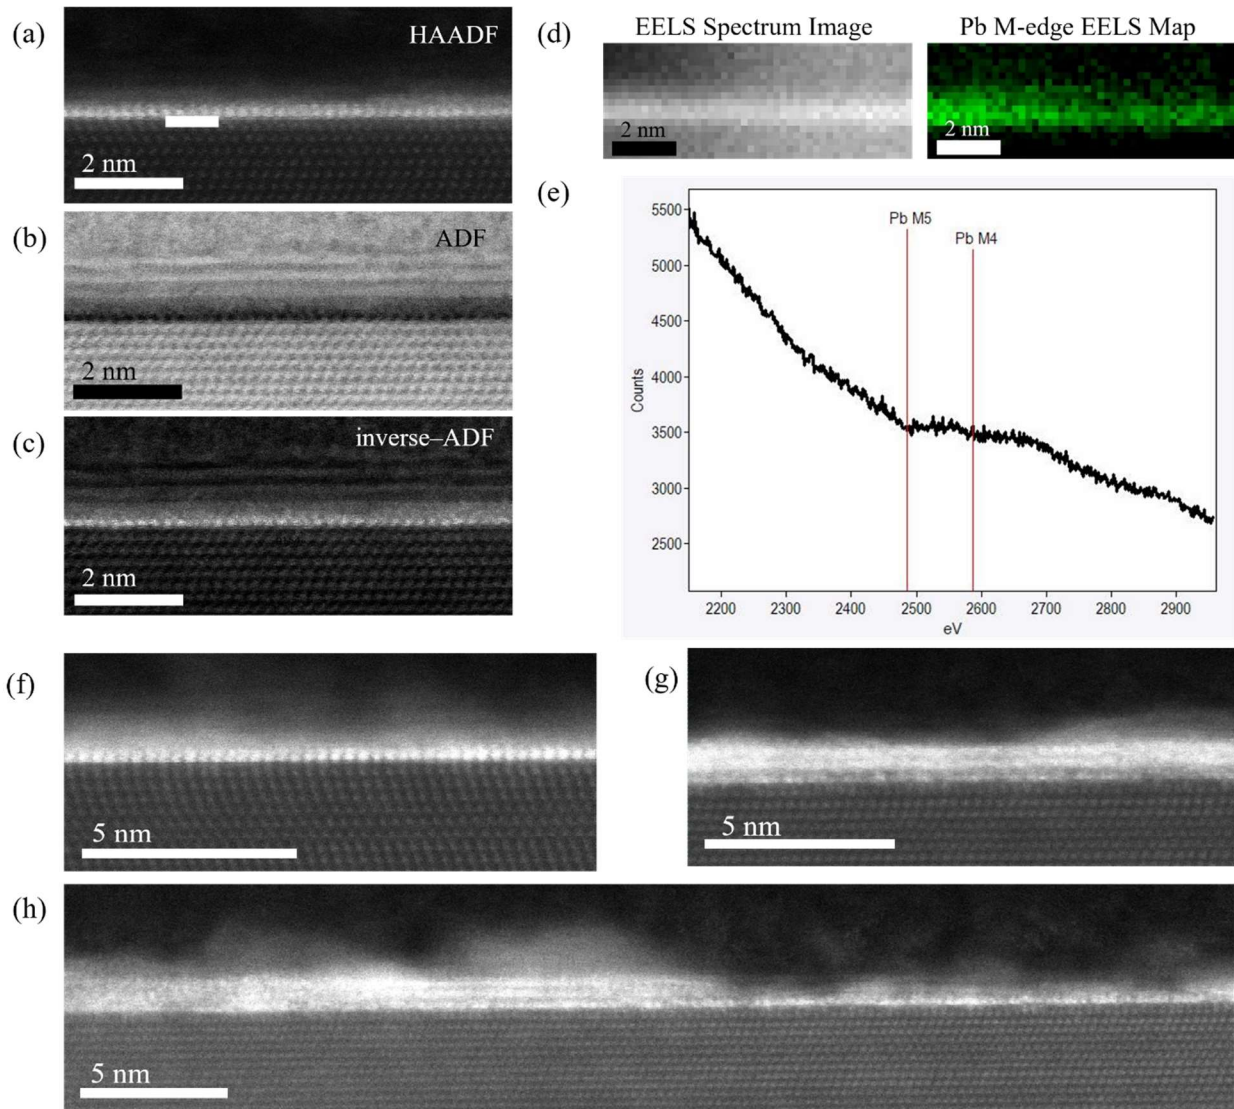 (a)
HAADF
2 nm
(b)
ADF
2 nm
(c)
inverse–ADF
2 nm
(d)
EELS Spectrum Image
Pb M-edge EELS Map
2 nm
2 nm
(e)
Pb M5
Pb M4
5500
5000
4500
4000
3500
3000
2500
Counts
2200
2300
2400
2500
2600
2700
2800
2900
eV
(f)
5 nm
(g)
5 nm
(h)
5 nm